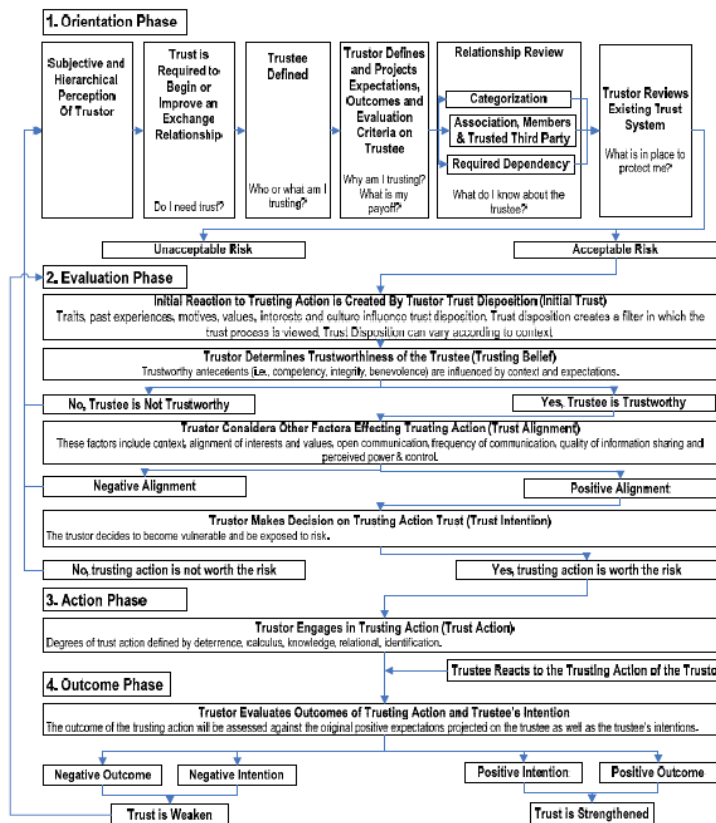 1. Orientation Phase
Subjective and
Hierarchical
Perception
Of Trustor
Trust is
Required to
Begin or
Improve an
Exchange
Relationship
Do I need trust?
Trustee
Defined
Who or what am I
trusting?
Trustor Defines
and Projects
Expectations,
Outcomes and
Evaluation
Criteria on
Trustee
Why am I trusting?
What is my
payoff?
Relationship Review
Categorization
Association, Members
& Trusted Third Party
Required Dependency
What do I know about the
trustee?
Trustor Reviews
Existing Trust
System
What is in place to
protect me?
Unacceptable Risk
Acceptable Risk
2. Evaluation Phase
Initial Reaction to Trusting Action is Created By Trustor Trust Disposition (Initial Trust)
Traits, past experiences, motives, values, interests and culture influence trust disposition. Trust disposition creates a filter in which the
trust process is viewed. Trust Disposition can vary according to context
Trustor Determines Trustworthiness of the Trustee (Trusting Belief)
Trustworthy antecedents (i.e., competency, integrity, benevolence) are influenced by context and expectations.
No, Trustee is Not Trustworthy
Yes, Trustee is Trustworthy
Trustor Considers Other Factors Effecting Trusting Action (Trust Alignment)
These factors include context, alignment of interests and values, open communication, frequency of communication, quality of information sharing and
perceived power & control.
Negative Alignment
Positive Alignment
Trustor Makes Decision on Trusting Action Trust (Trust Intention)
The trustor decides to become vulnerable and be exposed to risk.
No, trusting action is not worth the risk
Yes, trusting action is worth the risk
3. Action Phase
Trustor Engages in Trusting Action (Trust Action)
Degrees of trust action defined by deterrence, calculus, knowledge, relational, identification.
Trustee Reacts to the Trusting Action of the Trusto
4. Outcome Phase
Trustor Evaluates Outcomes of Trusting Action and Trustee's Intention
The outcome of the trusting action will be assessed against the original positive expectations projected on the trustee as well as the trustee's intentions.
Negative Outcome
Negative Intention
Positive Intention
Positive Outcome
Trust is Weaken
Trust is Strengthened